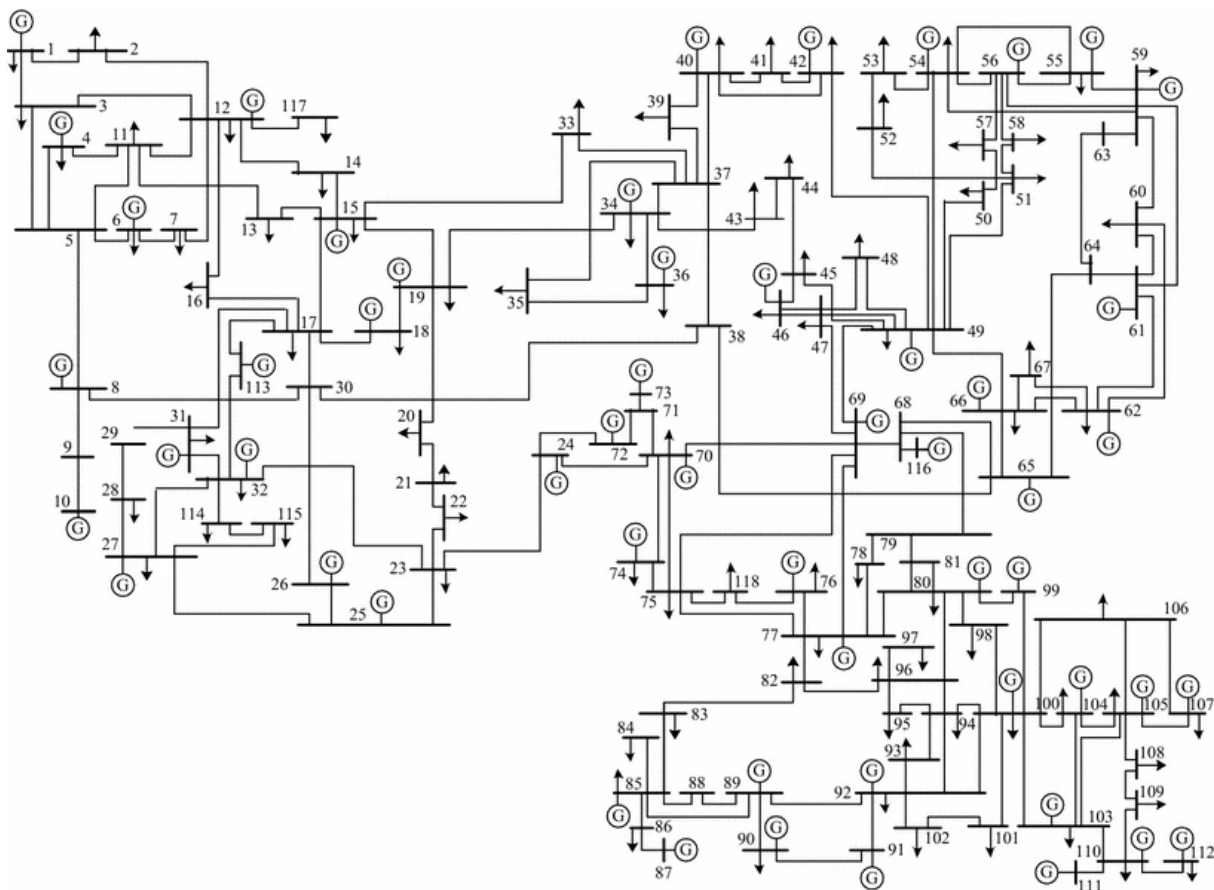 G G G G G G
1 2 40 41 42 53 54 56 55 59
G
3 12 117 39 33 52 57 58 63
G 4 11
14 37 44 51
G 15 34 43 50 60
5 6 7 13 G
G 64
16 19 36 48
G 18 35 45 G
17 46 47 49 61
38 G
8 G 113 30 67
G 73 69 68 66
31 20 71 G
29 24 G 72 70 116 G 62
9 G 65 G
28 32 21 G
10 114 115 22 79
G 27 74 78 81
26 23 118 76 80 G G
G 25 75 99
77 97 98 106
G 96
82
83 95 94 100 104 105 107
84 93 108
85 88 89 92 109
G 86 G 103
87 G 90 91 102 101 110 G G
G 111 112